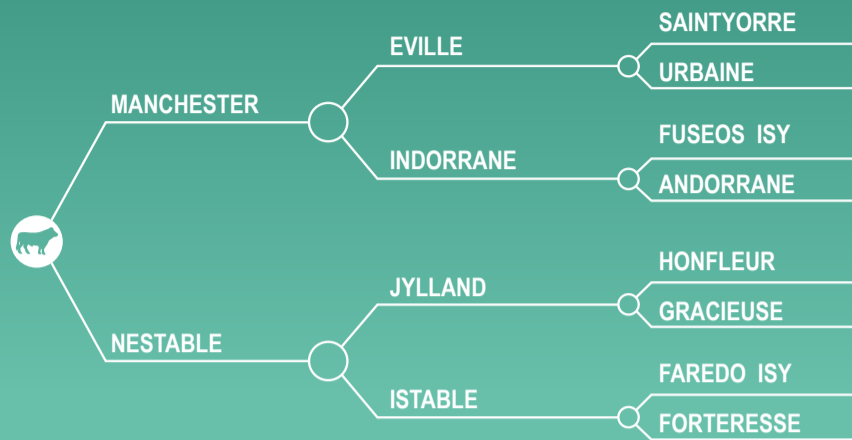 SAINTYORRE
EVILLE
URBAINE
MANCHESTER
FUSEOS ISY
INDORRANE
ANDORRANE
HONFLEUR
JYLLAND
GRACIEUSE
NESTABLE
FAREDO ISY
ISTABLE
FORTERESSE